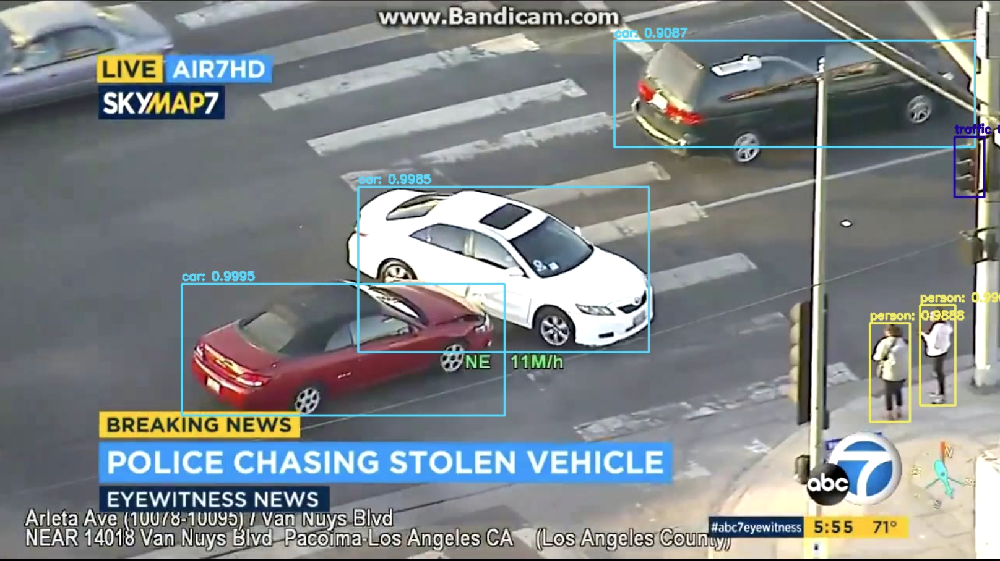 www.Bandicam.com
car: 0.9087
LIVE AIR7HD
SKYMAP7
traffic
car: 0.9985
car: 0.9995
person: 0.99
person: 0.9888
NE 11M/h
BREAKING NEWS
POLICE CHASING STOLEN VEHICLE
EYEWITNESS NEWS
abc 7
N
Arleta Ave (10078-10095) / Van Nuys Blvd
NEAR 14018 Van Nuys Blvd Pacoima-Los Angeles CA (Los Angeles County)
#abc7eyewitness 5:55 71°